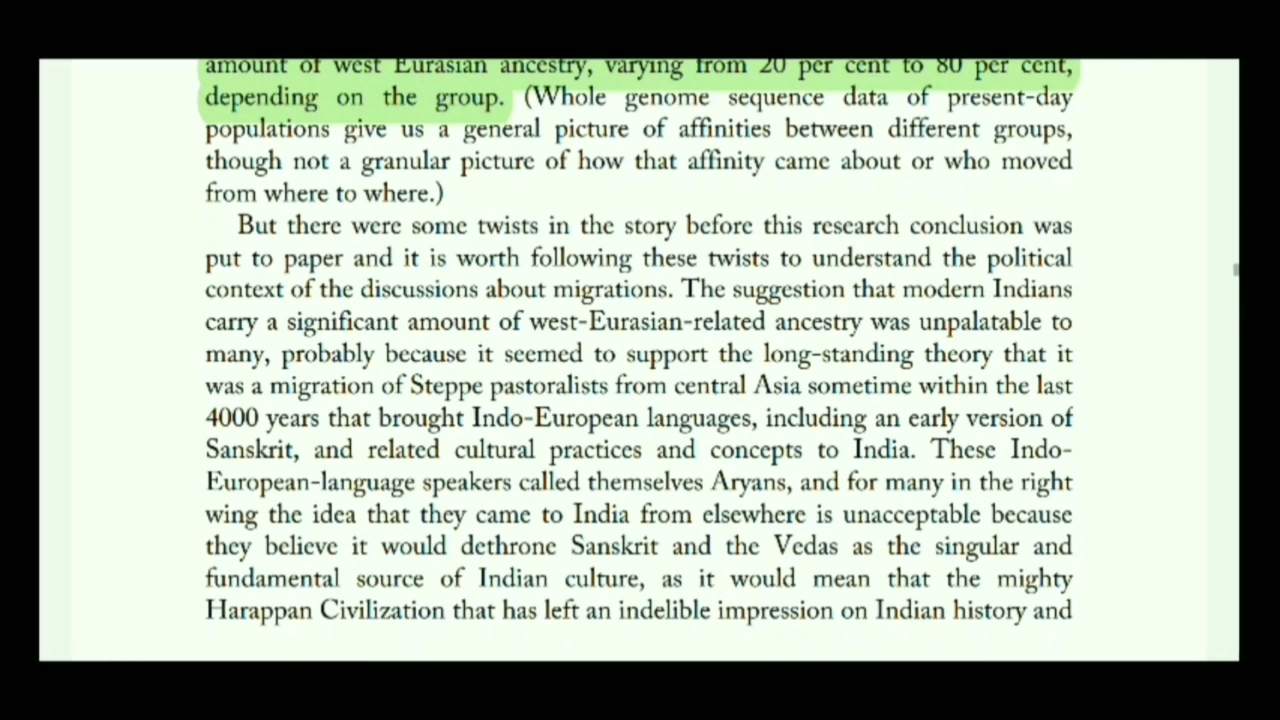 amount of west Eurasian ancestry, varying from 20 per cent to 80 per cent,
depending on the group. (Whole genome sequence data of present-day
populations give us a general picture of affinities between different groups,
though not a granular picture of how that affinity came about or who moved
from where to where.)
But there were some twists in the story before this research conclusion was
put to paper and it is worth following these twists to understand the political
context of the discussions about migrations. The suggestion that modern Indians
carry a significant amount of west-Eurasian-related ancestry was unpalatable to
many, probably because it seemed to support the long-standing theory that it
was a migration of Steppe pastoralists from central Asia sometime within the last
4000 years that brought Indo-European languages, including an early version of
Sanskrit, and related cultural practices and concepts to India. These Indo-
European-language speakers called themselves Aryans, and for many in the right
wing the idea that they came to India from elsewhere is unacceptable because
they believe it would dethrone Sanskrit and the Vedas as the singular and
fundamental source of Indian culture, as it would mean that the mighty
Harappan Civilization that has left an indelible impression on Indian history and